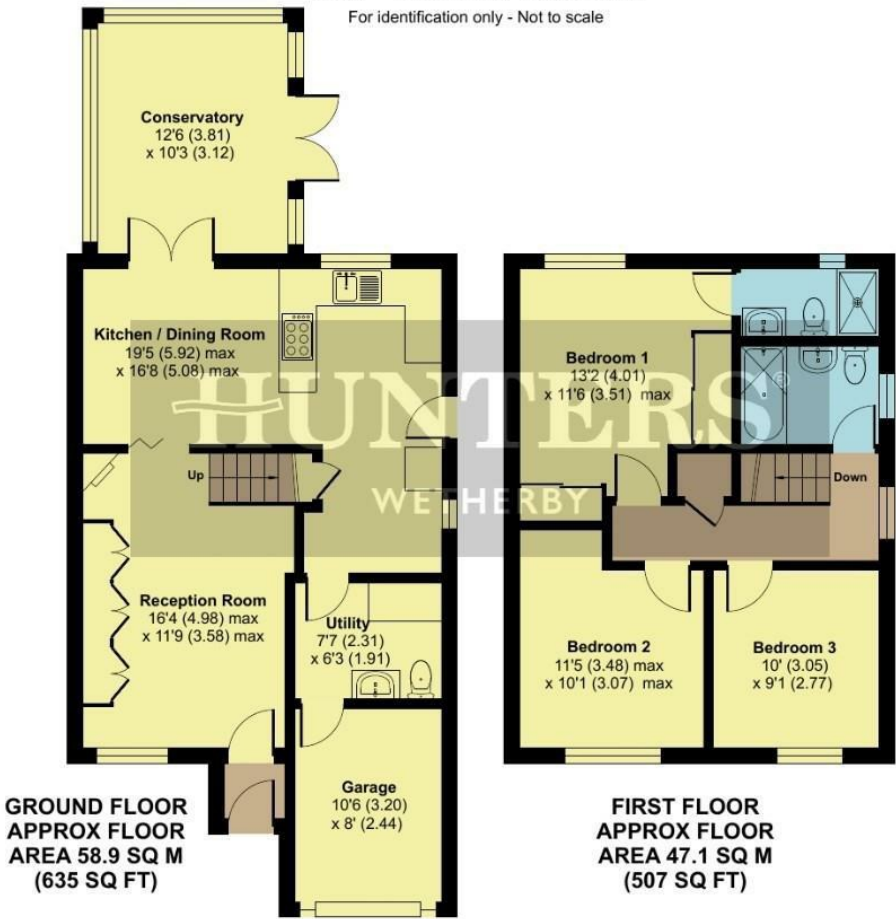 For identification only - Not to scale
Conservatory
12'6 (3.81)
x 10'3 (3.12)
Kitchen / Dining Room
19'5 (5.92) max
x 16'8 (5.08) max
Up
Reception Room
16'4 (4.98) max
x 11'9 (3.58) max
Utility
7'7 (2.31)
x 6'3 (1.91)
Garage
10'6 (3.20)
x 8' (2.44)
GROUND FLOOR
APPROX FLOOR
AREA 58.9 SQ M
(635 SQ FT)
Bedroom 1
13'2 (4.01)
x 11'6 (3.51) max
Down
Bedroom 2
11'5 (3.48) max
x 10'1 (3.07) max
Bedroom 3
10' (3.05)
x 9'1 (2.77)
FIRST FLOOR
APPROX FLOOR
AREA 47.1 SQ M
(507 SQ FT)
HUNTERS®
WETHERBY